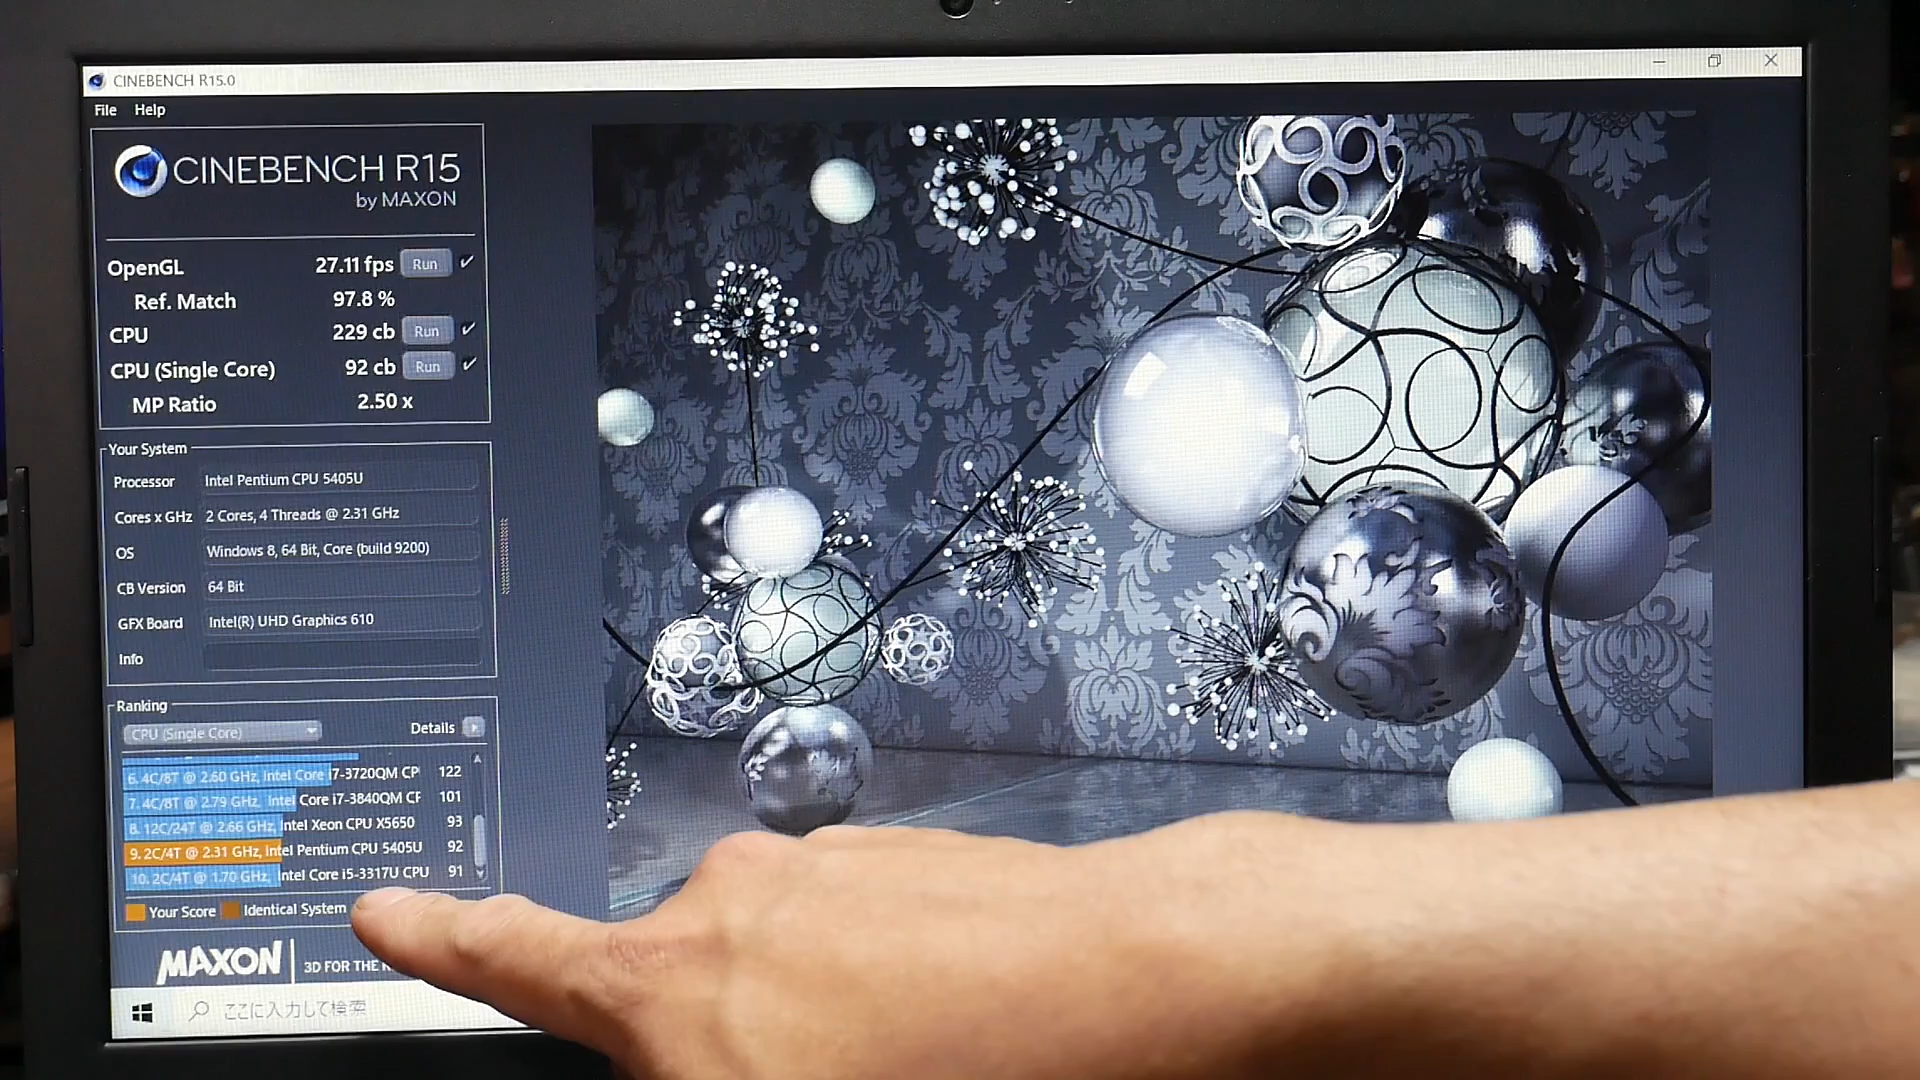 CINEBENCH R15.0
File Help
CINEBENCH R15
by MAXON
OpenGL 27.11 fps Run
Ref. Match 97.8 %
CPU 229 cb Run
CPU (Single Core) 92 cb Run
MP Ratio 2.50 x
Your System
Processor Intel Pentium CPU 5405U
Cores x GHz 2 Cores, 4 Threads @ 2.31 GHz
OS Windows 8, 64 Bit, Core (build 9200)
CB Version 64 Bit
GFX Board Intel(R) UHD Graphics 610
Info
Ranking
CPU (Single Core) Details
6. 4C/8T @ 2.60 GHz, Intel Core i7-3720QM CP 122
7. 4C/8T @ 2.79 GHz, Intel Core i7-3840QM CP 101
8. 12C/24T @ 2.66 GHz, Intel Xeon CPU X5650 93
9. 2C/4T @ 2.31 GHz, Intel Pentium CPU 5405U 92
10. 2C/4T @ 1.70 GHz, Intel Core i5-3317U CPU 91
Your Score Identical System
MAXON 3D FOR THE
ここに入力して検索